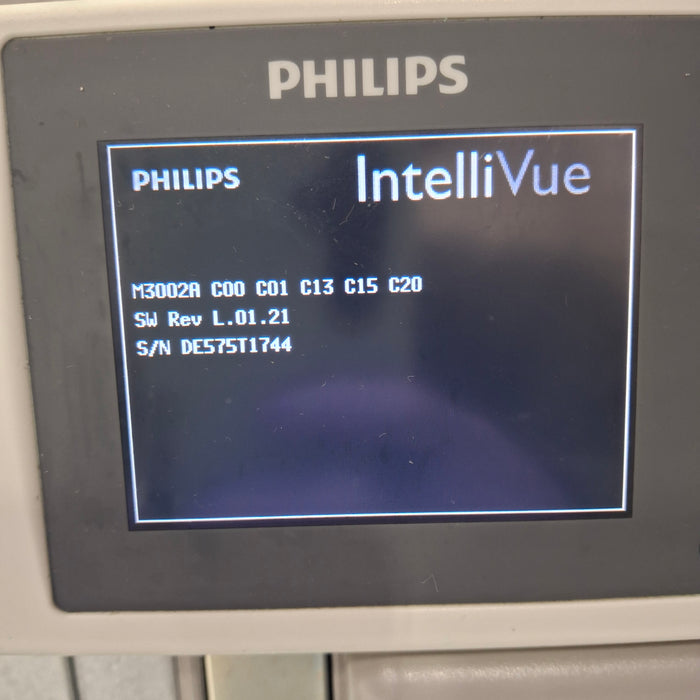 PHILIPS
PHILIPS IntelliVue
M3002A C00 C01 C13 C15 C20
SW Rev L.01.21
S/N DE575T1744